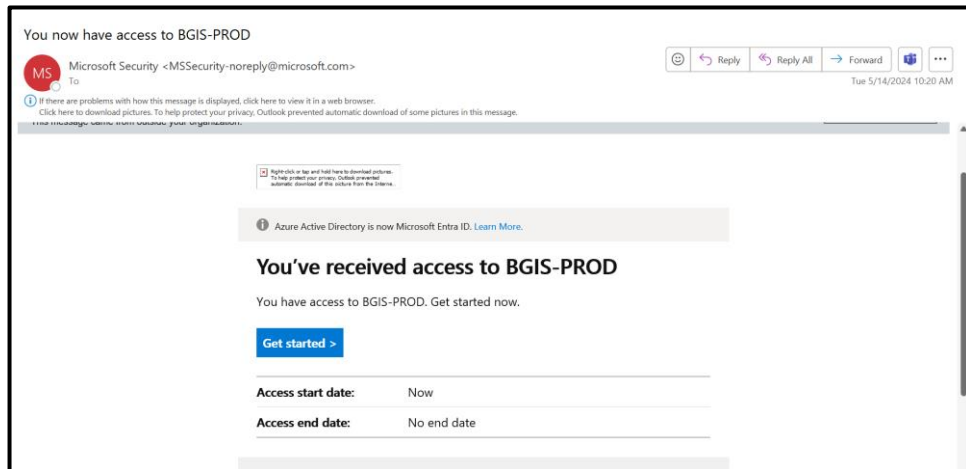 You now have access to BGIS-PROD
MS
Microsoft Security <MSSecurity-noreply@microsoft.com>
To
Reply
Reply All
Forward
Tue 5/14/2024 10:20 AM
If there are problems with how this message is displayed, click here to view it in a web browser.
Click here to download pictures. To help protect your privacy, Outlook prevented automatic download of some pictures in this message.
This message came from outside your organization.
Right-click or tap and hold here to download pictures.
To help protect your privacy, Outlook prevented
automatic download of this picture from the Interne..
Azure Active Directory is now Microsoft Entra ID. Learn More.
You've received access to BGIS-PROD
You have access to BGIS-PROD. Get started now.
Get started >
Access start date: Now
Access end date: No end date